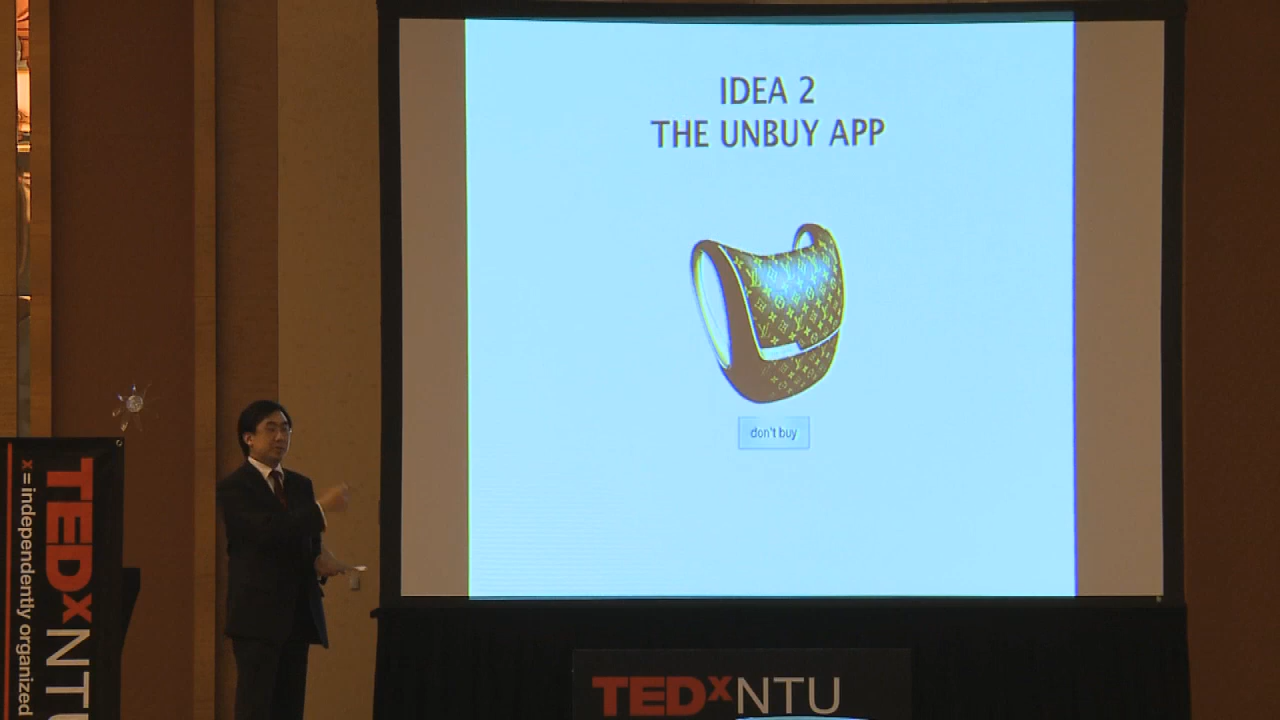 IDEA 2
THE UNBUY APP
don't buy
TEDxNTU
x = independently organized
TEDxNTU